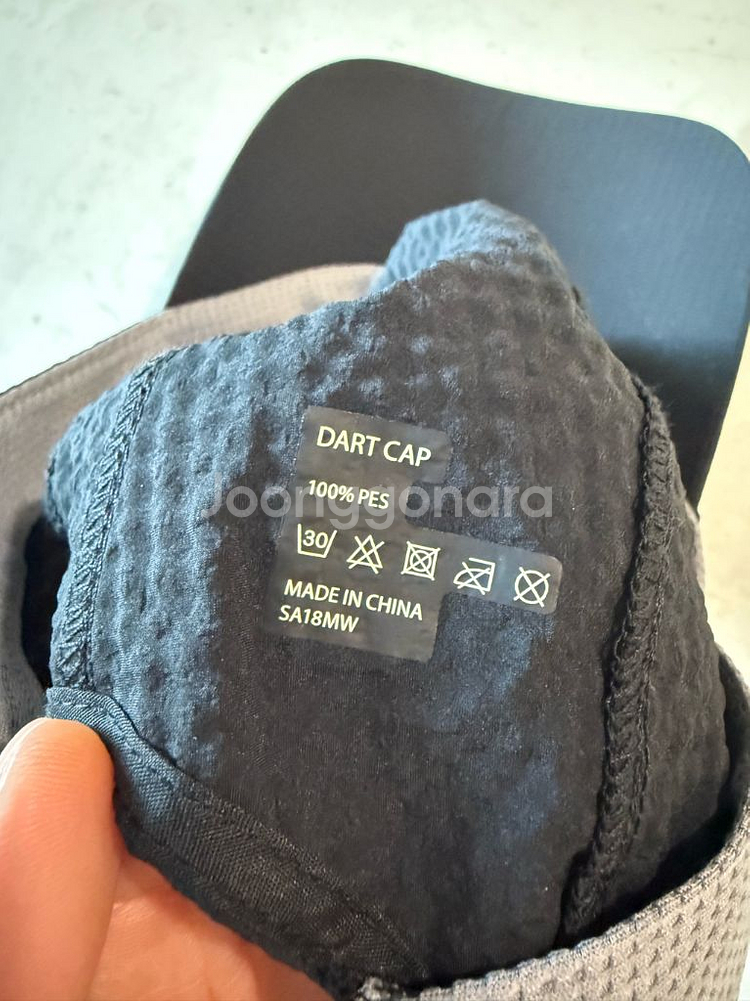 DART CAP
100% PES
Joonggonara
30
MADE IN CHINA
SA18MW